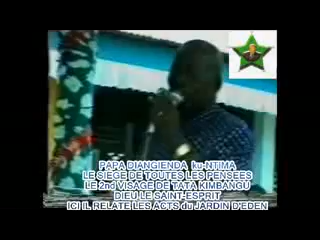 PAPA DIANGIENDA ku-NTIMA
LE SIEGE DE TOUTES LES PENSEES
LE 2nd VISAGE DE TATA KIMBANGU
DIEU LE SAINT-ESPRIT
ICI IL RELATE LES ACTS du JARDIN D'EDEN